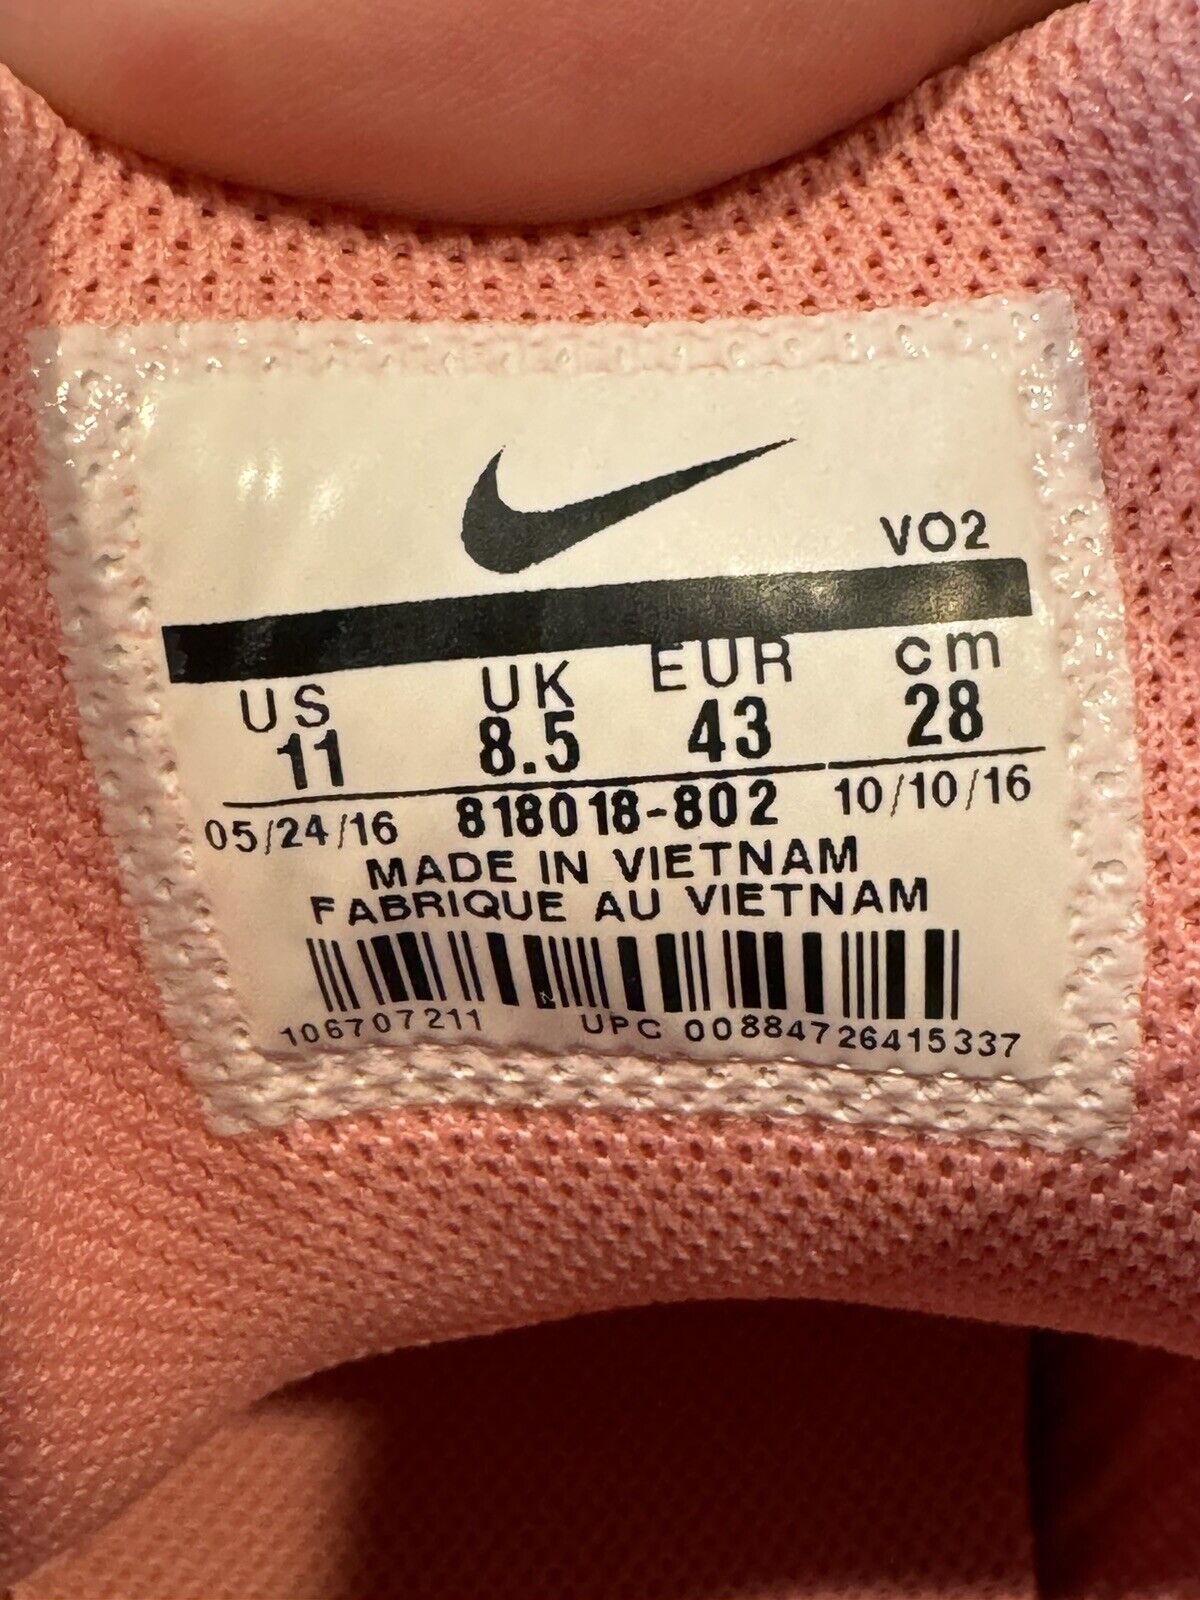 VO2
US UK EUR cm
11 8.5 43 28
05/24/16 818018-802 10/10/16
MADE IN VIETNAM
FABRIQUE AU VIETNAM
106707211 UPC 00884726415337